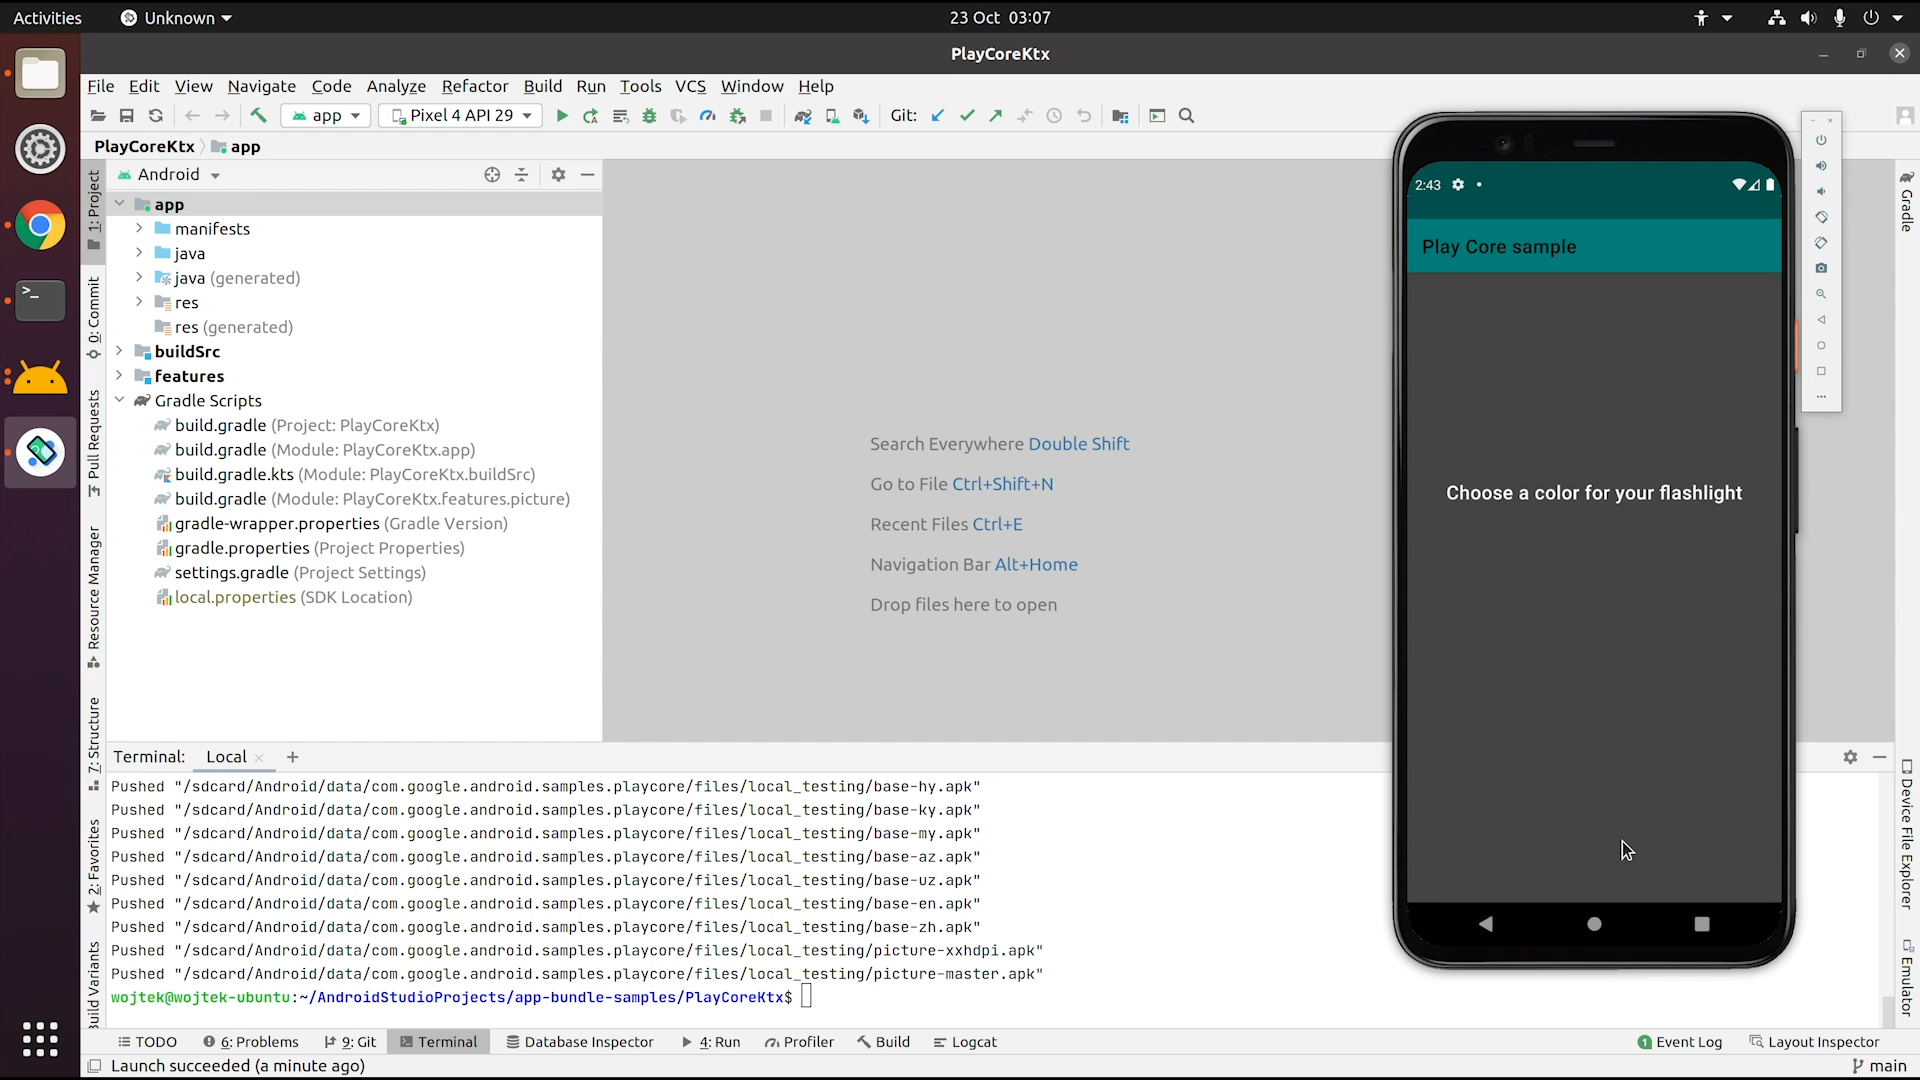 Activities Unknown 23 Oct 03:07
PlayCoreKtx
File Edit View Navigate Code Analyze Refactor Build Run Tools VCS Window Help
app Pixel 4 API 29 Git:
PlayCoreKtx app
1: Project
0: Commit
Pull Requests
Resource Manager
7: Structure
2: Favorites
Build Variants
Android
app
manifests
java
java (generated)
res
res (generated)
buildSrc
features
Gradle Scripts
build.gradle (Project: PlayCoreKtx)
build.gradle (Module: PlayCoreKtx.app)
build.gradle.kts (Module: PlayCoreKtx.buildSrc)
build.gradle (Module: PlayCoreKtx.features.picture)
gradle-wrapper.properties (Gradle Version)
gradle.properties (Project Properties)
settings.gradle (Project Settings)
local.properties (SDK Location)
Search Everywhere Double Shift
Go to File Ctrl+Shift+N
Recent Files Ctrl+E
Navigation Bar Alt+Home
Drop files here to open
2:43
Play Core sample
Choose a color for your flashlight
Gradle
Device File Explorer
Emulator
Terminal: Local
Pushed "/sdcard/Android/data/com.google.android.samples.playcore/files/local_testing/base-hy.apk"
Pushed "/sdcard/Android/data/com.google.android.samples.playcore/files/local_testing/base-ky.apk"
Pushed "/sdcard/Android/data/com.google.android.samples.playcore/files/local_testing/base-my.apk"
Pushed "/sdcard/Android/data/com.google.android.samples.playcore/files/local_testing/base-az.apk"
Pushed "/sdcard/Android/data/com.google.android.samples.playcore/files/local_testing/base-uz.apk"
Pushed "/sdcard/Android/data/com.google.android.samples.playcore/files/local_testing/base-en.apk"
Pushed "/sdcard/Android/data/com.google.android.samples.playcore/files/local_testing/base-zh.apk"
Pushed "/sdcard/Android/data/com.google.android.samples.playcore/files/local_testing/picture-xxhdpi.apk"
Pushed "/sdcard/Android/data/com.google.android.samples.playcore/files/local_testing/picture-master.apk"
wojtek@wojtek-ubuntu:~/AndroidStudioProjects/app-bundle-samples/PlayCoreKtx$
TODO 6: Problems 9: Git Terminal Database Inspector 4: Run Profiler Build Logcat 1 Event Log Layout Inspector
Launch succeeded (a minute ago) main